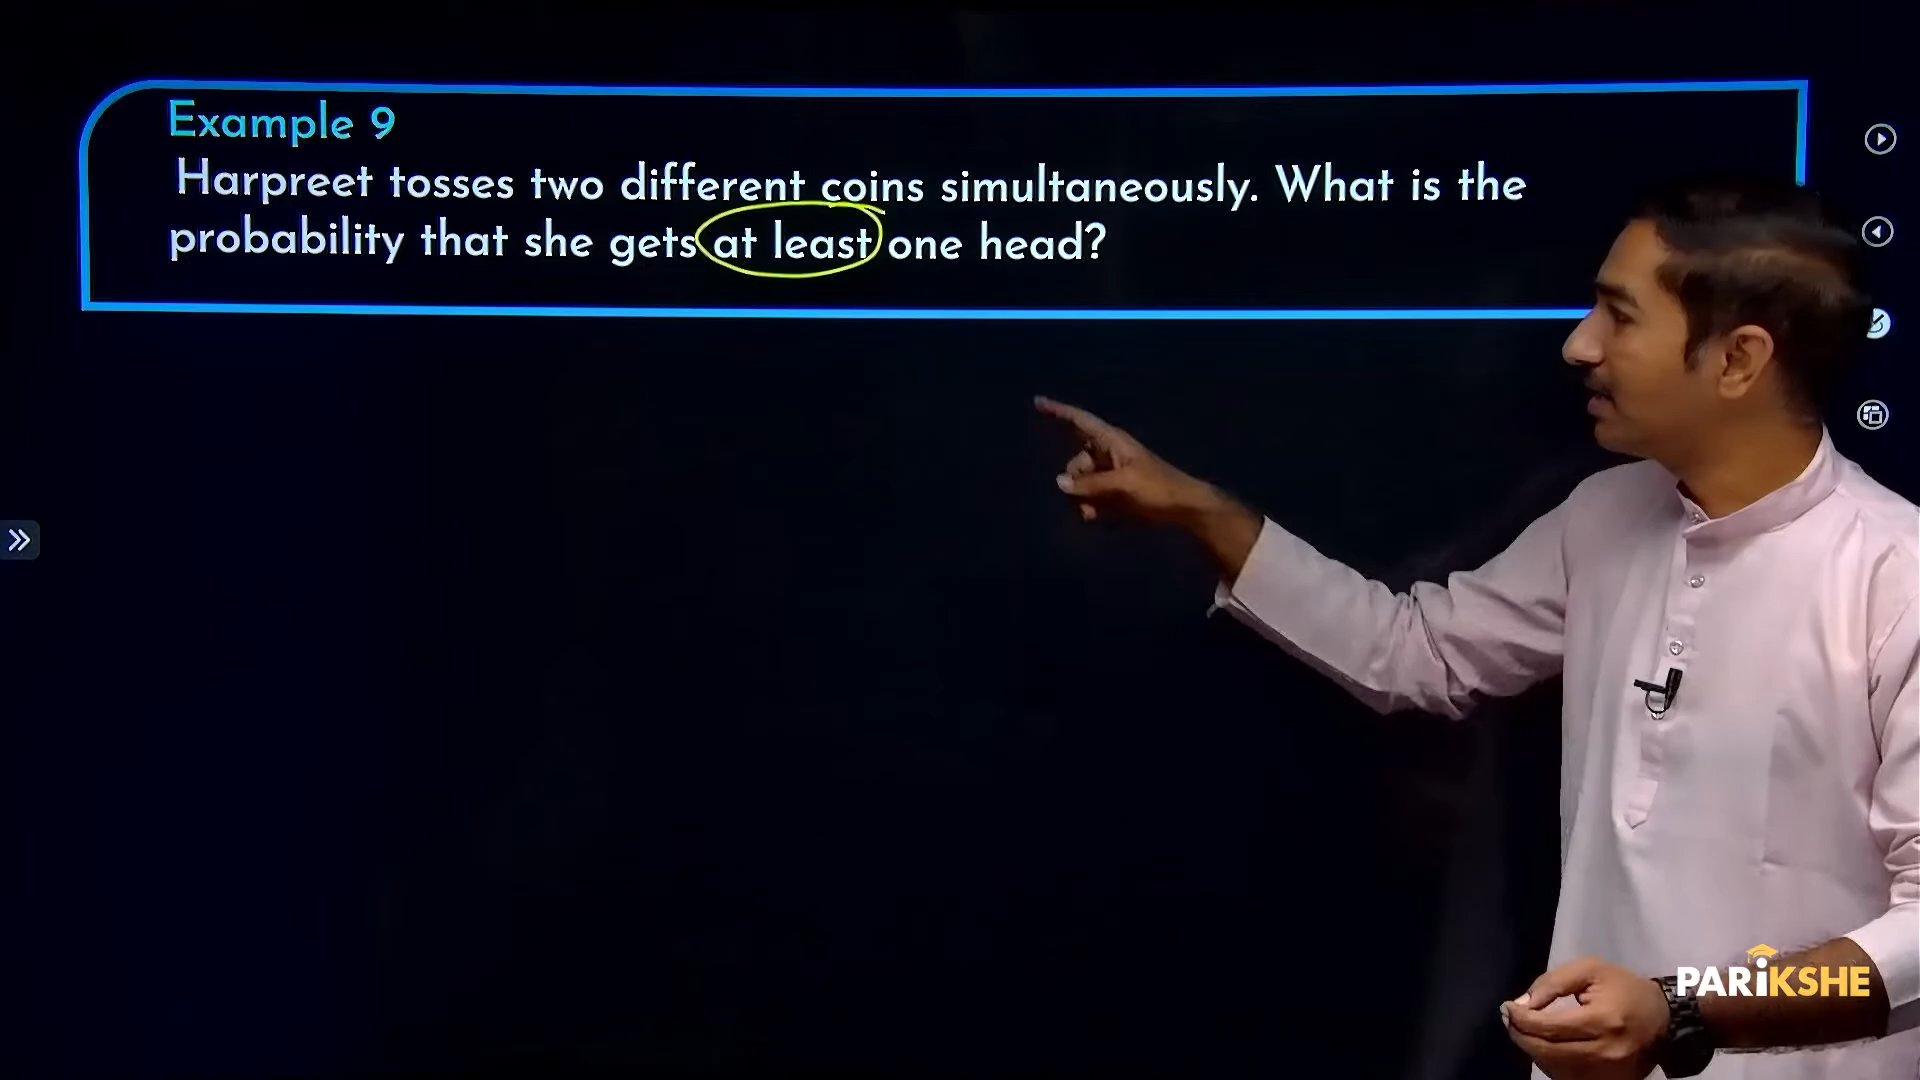 Example 9
Harpreet tosses two different coins simultaneously. What is the
probability that she gets at least one head?
PARiKSHE